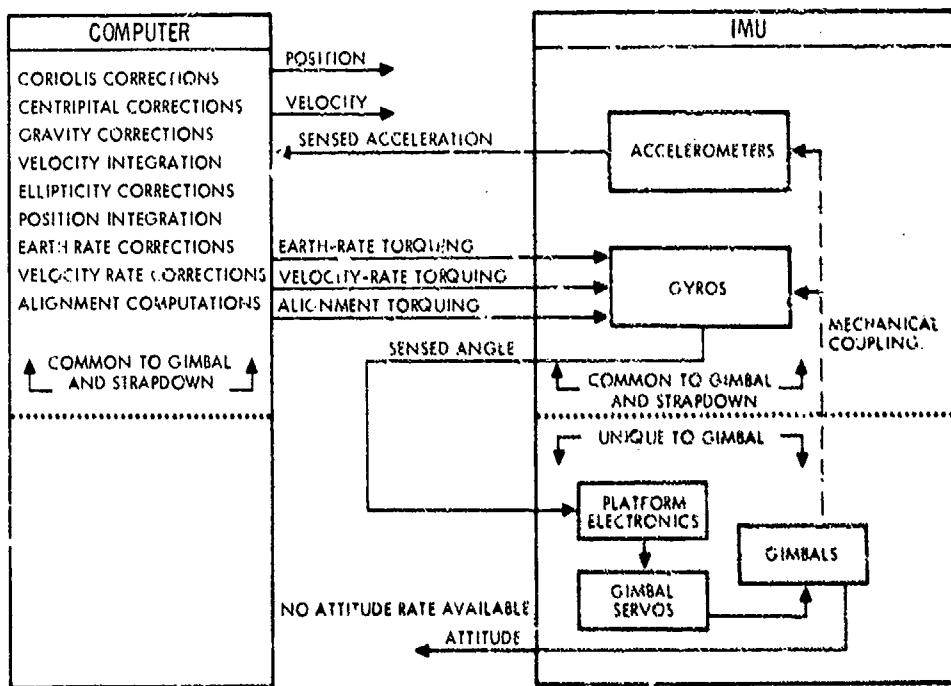 COMPUTER
CORIOLIS CORRECTIONS
CENTRIPITAL CORRECTIONS
GRAVITY CORRECTIONS
VELOCITY INTEGRATION
ELLIPTICITY CORRECTIONS
POSITION INTEGRATION
EARTH RATE CORRECTIONS
VELOCITY RATE CORRECTIONS
ALIGNMENT COMPUTATIONS
COMMON TO GIMBAL
AND STRAPDOWN
POSITION
VELOCITY
SENSED ACCELERATION
EARTH-RATE TORQUING
VELOCITY-RATE TORQUING
ALIGNMENT TORQUING
SENSED ANGLE
NO ATTITUDE RATE AVAILABLE
ATTITUDE
IMU
ACCELEROMETERS
GYROS
MECHANICAL
COUPLING.
COMMON TO GIMBAL
AND STRAPDOWN
UNIQUE TO GIMBAL
PLATFORM
ELECTRONICS
GIMBAL
SERVOS
GIMBALS